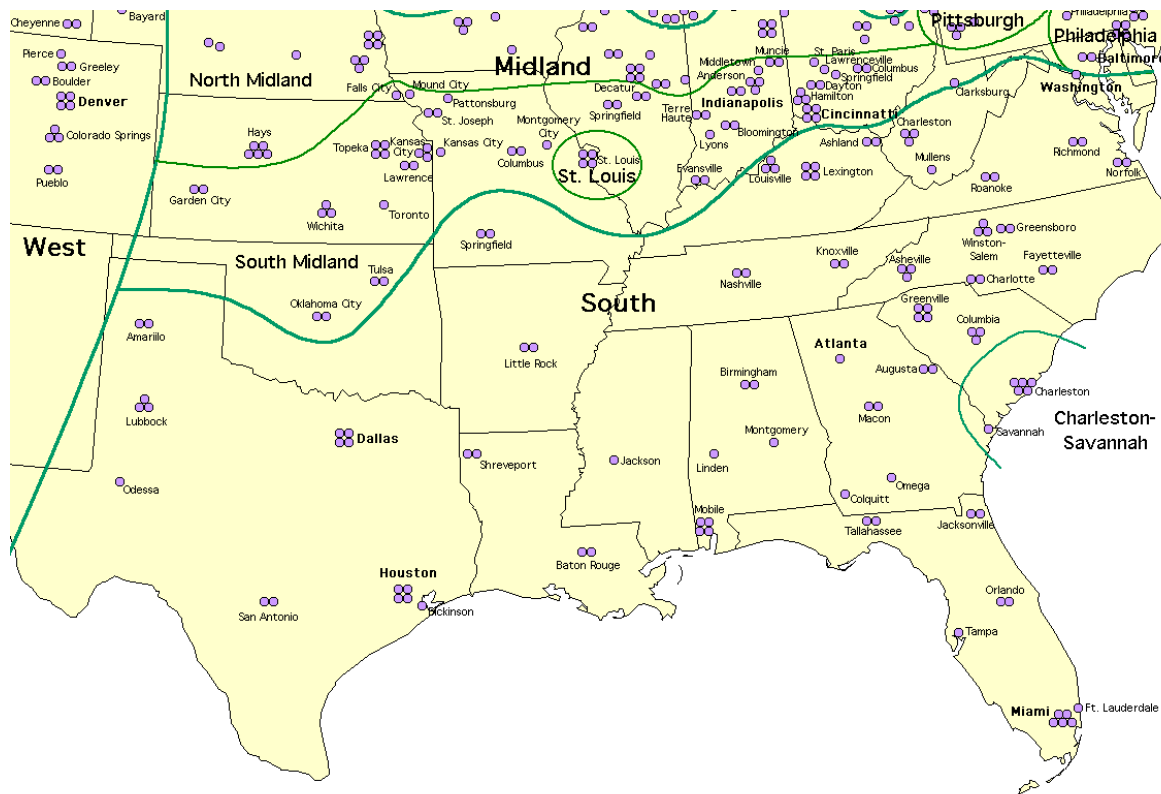 Cheyenne
Bayard
Pittsburgh
Philadelphia
Philadelphia
Pierce
Greeley
Boulder
Denver
North Midland
Midland
Muncie
St. Paris
Middletown
Lawrenceville
Columbus
Baltimore
Anderson
Springfield
Falls City
Mound City
Decatur
Dayton
Washington
Pattonsburg
Indianapolis
Hamilton
Clarksburg
Springfield
Terre
Haute
Cincinnati
St. Joseph
Montgomery
City
Colorado Springs
Hays
Bloomington
Charleston
Topeka
Kansas
City
Kansas City
Lyons
Ashland
Richmond
Columbus
St. Louis
Mullens
Norfolk
Lawrence
St. Louis
Evansville
Louisville
Lexington
Pueblo
Roanoke
Garden City
Toronto
Wichita
Greensboro
West
Springfield
Winston-
Salem
Knoxville
Asheville
Fayetteville
South Midland
Tulsa
Nashville
Charlotte
Oklahoma City
South
Greenville
Columbia
Amarillo
Atlanta
Little Rock
Augusta
Birmingham
Charleston
Lubbock
Macon
Charleston-
Savannah
Dallas
Montgomery
Savannah
Shreveport
Jackson
Linden
Odessa
Omega
Colquitt
Mobile
Tallahassee
Jacksonville
Baton Rouge
Houston
Orlando
San Antonio
Dickinson
Tampa
Miami
Ft. Lauderdale